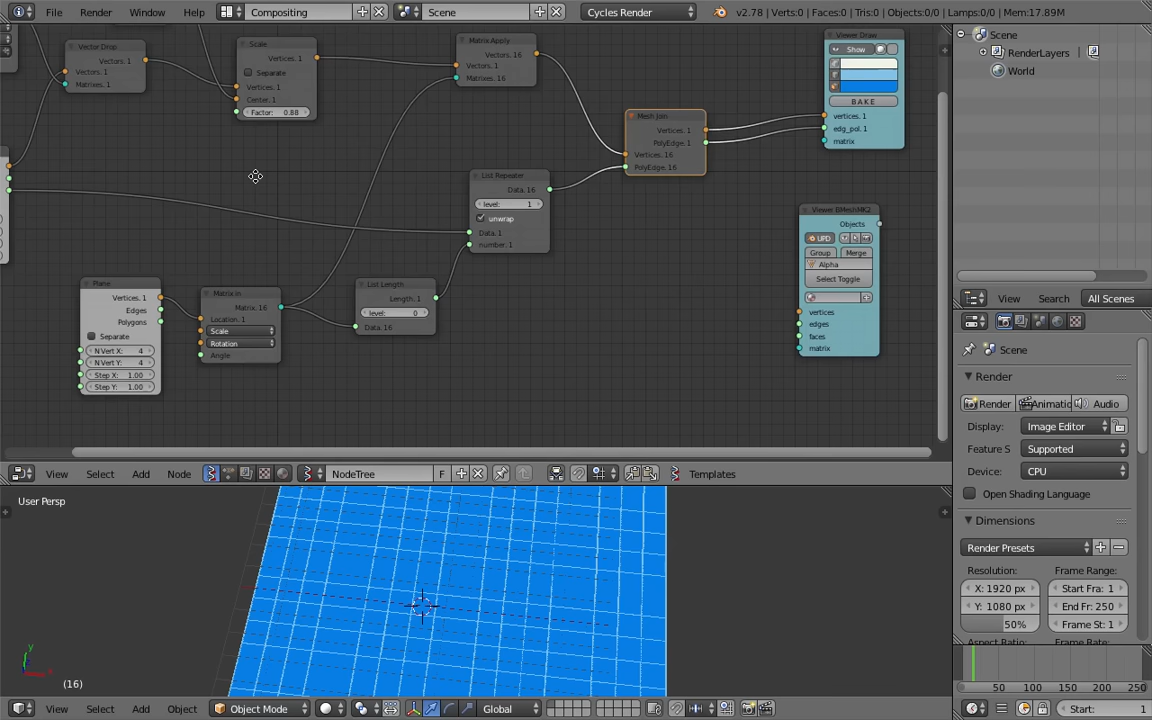 File
Render
Window
Help
Compositing
Scene
Cycles Render
v2.78 | Verts:0 | Faces:0 | Tris:0 | Objects:0/0 | Lamps:0/0 | Mem:17.89M
Vector Drop
Vectors. 1
Vectors. 1
Matrixes. 1
Scale
Vertices. 1
Separate
Vertices. 1
Center. 1
Factor: 0.88
Matrix Apply
Vectors. 16
Vectors. 1
Matrixes. 16
Mesh Join
Vertices. 1
PolyEdge. 1
Vertices. 16
PolyEdge. 16
Viewer Draw
Show
BAKE
vertices. 1
edg_pol. 1
matrix
List Repeater
Data. 16
level: 1
unwrap
Data. 1
number. 1
Viewer BMeshMK2
Objects
UPD
Group
Merge
Alpha
Select Toggle
vertices
edges
faces
matrix
Plane
Vertices. 1
Edges
Polygons
Separate
N Vert X: 4
N Vert Y: 4
Step X: 1.00
Step Y: 1.00
Matrix in
Matrix. 16
Location. 1
Scale
Rotation
Angle
List Length
Length. 1
level: 0
Data. 16
View
Select
Add
Node
NodeTree
F
Templates
User Persp
y
x
(16)
View
Select
Add
Object
Object Mode
Global
Scene
RenderLayers
World
View
Search
All Scenes
Scene
Render
Render
Animatic
Audio
Display:
Image Editor
Feature S
Supported
Device:
CPU
Open Shading Language
Dimensions
Render Presets
Resolution:
Frame Range:
X: 1920 px
Start Fra: 1
Y: 1080 px
End Fr: 250
50%
Frame St: 1
Aspect Ratio:
Frame Rate:
50
100
150
200
250
Start: 1